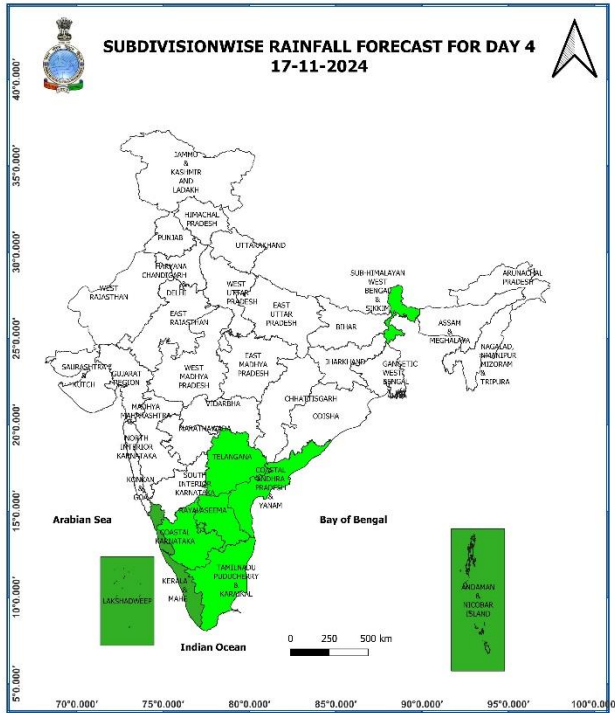 SUBDIVISIONWISE RAINFALL FORECAST FOR DAY 4
17-11-2024
40°0.000'
35°0.000'
30°0.000'
25°0.000'
20°0.000'
15°0.000'
10°0.000'
5°0.000'
JAMMO
&
KASHMIR
AND
LADAKH
HIMACHAL
PRADESH
PUNJAB
UTTARAKHAND
HARYANA
CHANDIGARH
&
DELHI
WEST
RAJASTHAN
WEST
UTTAR
PRADESH
EAST
RAJASTHAN
EAST
UTTAR
PRADESH
SUB-HIMALAYAN
WEST
BENGAL
&
SIKKIM
ARUNACHAL
PRADESH
BIHAR
ASSAM
&
MEGHALAYA
NAGALAD,
MANIPUR
MIZORAM
&
TRIPURA
SAURASHTRA
&
KUTCH
GUJARAT
REGION
WEST
MADHYA
PRADESH
EAST
MADHYA
PRADESH
JHARKHAND
GANGETIC
WEST
BENGAL
CHHATTISGARH
ODISHA
VIDARBHA
MADHYA
MAHARASHTRA
MARATHAWADA
NORTH
INTERIOR
KARNATAKA
TELANGANA
KONKAN
&
GOA
SOUTH
INTERIOR
KARNATAKA
COASTAL
ANDHRA
PRADESH
&
YANAM
RAYALASEEMA
Arabian Sea
Bay of Bengal
COASTAL
KARNATAKA
TAMILNADU
PUDUCHERRY
&
KARAIKAL
KERALA
&
MAHE
LAKSHADWEEP
ANDAMAN
&
NICOBAR
ISLAND
Indian Ocean
0 250 500 km
70°0.000' 75°0.000' 80°0.000' 85°0.000' 90°0.000' 95°0.000' 100°0.000'